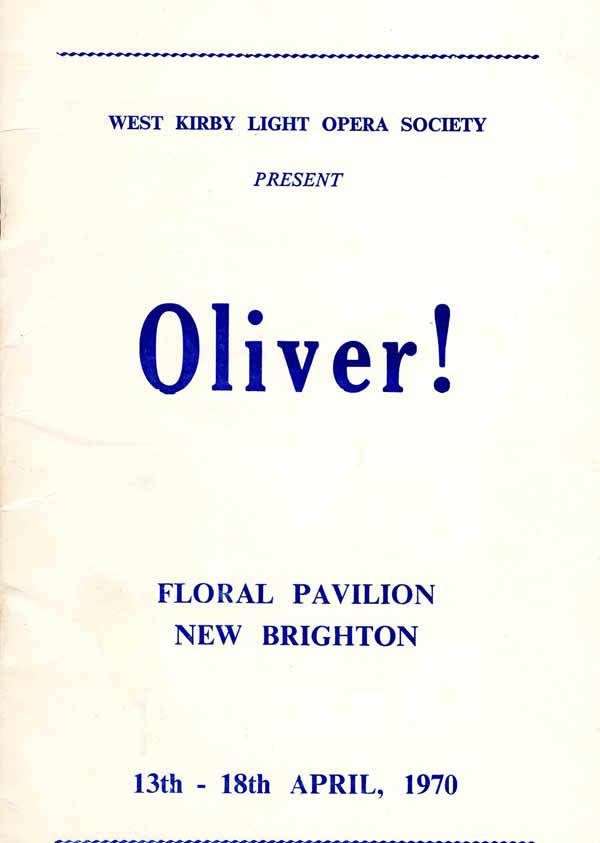 WEST KIRBY LIGHT OPERA SOCIETY
PRESENT
Oliver!
FLORAL PAVILION
NEW BRIGHTON
13th - 18th APRIL, 1970